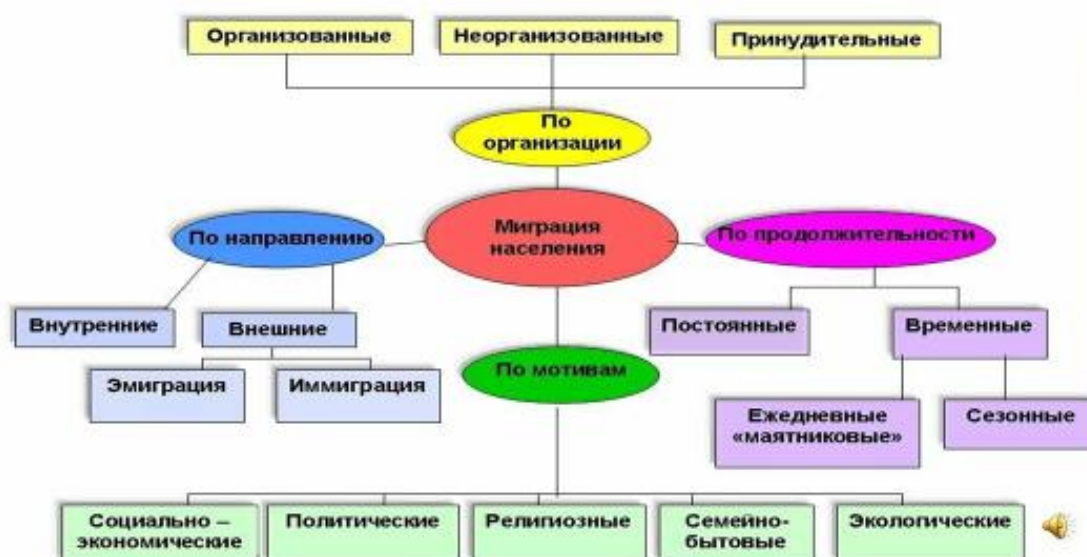 Организованные
Неорганизованные
Принудительные
По
организации
Миграция
населения
По направлению
По продолжительности
Внутренние
Внешние
Постоянные
Временные
Эмиграция
Иммиграция
По мотивам
Ежедневные
«маятниковые»
Сезонные
Социально –
экономические
Политические
Религиозные
Семейно-
бытовые
Экологические